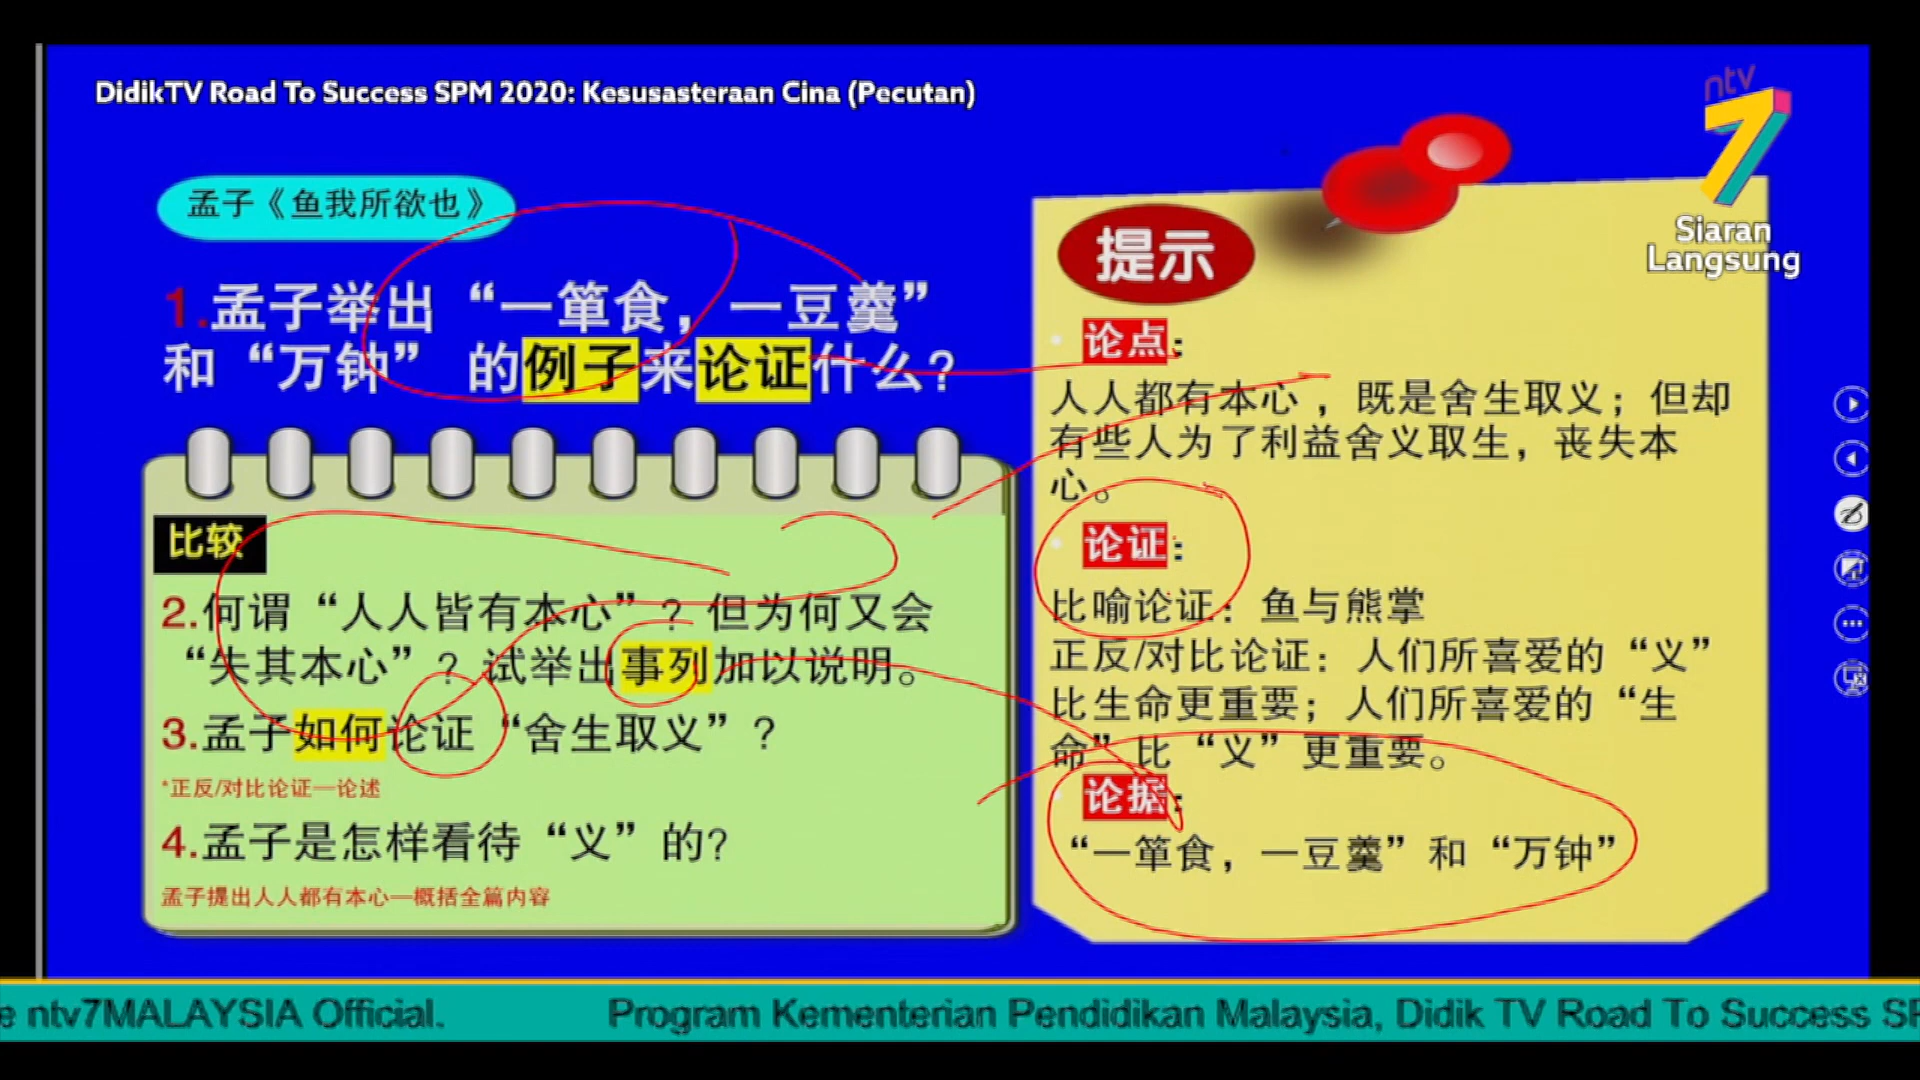 DidikTV Road To Success SPM 2020: Kesusasteraan Cina (Pecutan)
ntv
7
Siaran
Langsung
孟子《鱼我所欲也》
1.孟子举出“一箪食，一豆羹”
和“万钟” 的例子来论证什么?
比较
2.何谓“人人皆有本心”? 但为何又会
“失其本心”? 试举出事列加以说明。
3.孟子如何论证“舍生取义”?
*正反/对比论证—论述
4.孟子是怎样看待“义”的?
孟子提出人人都有本心—概括全篇内容
提示
论点:
人人都有本心，既是舍生取义；但却
有些人为了利益舍义取生，丧失本
心。
论证:
比喻论证：鱼与熊掌
正反/对比论证：人们所喜爱的“义”
比生命更重要；人们所喜爱的“生
命”比“义”更重要。
论据:
“一箪食，一豆羹”和“万钟”
e ntv7MALAYSIA Official. Program Kementerian Pendidikan Malaysia, Didik TV Road To Success SP